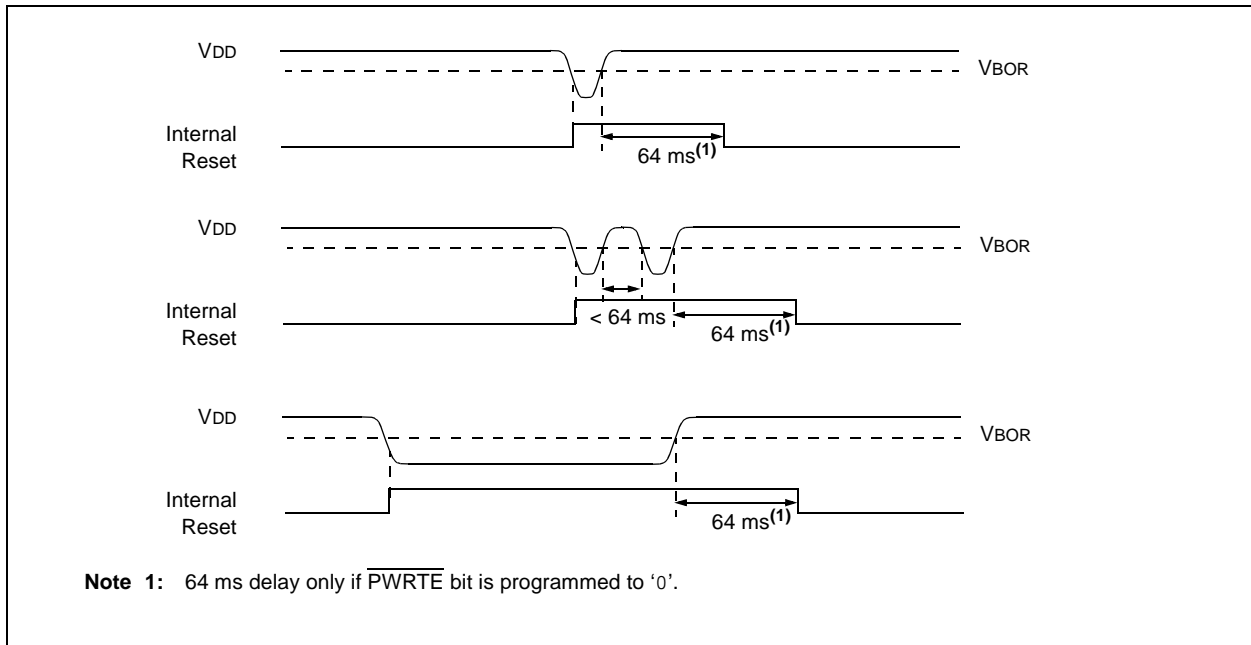 VDD
VBOR
Internal
Reset
64 ms(1)
VDD
VBOR
Internal
Reset
< 64 ms
64 ms(1)
VDD
VBOR
Internal
Reset
64 ms(1)
Note 1: 64 ms delay only if PWRTE bit is programmed to ‘0’.